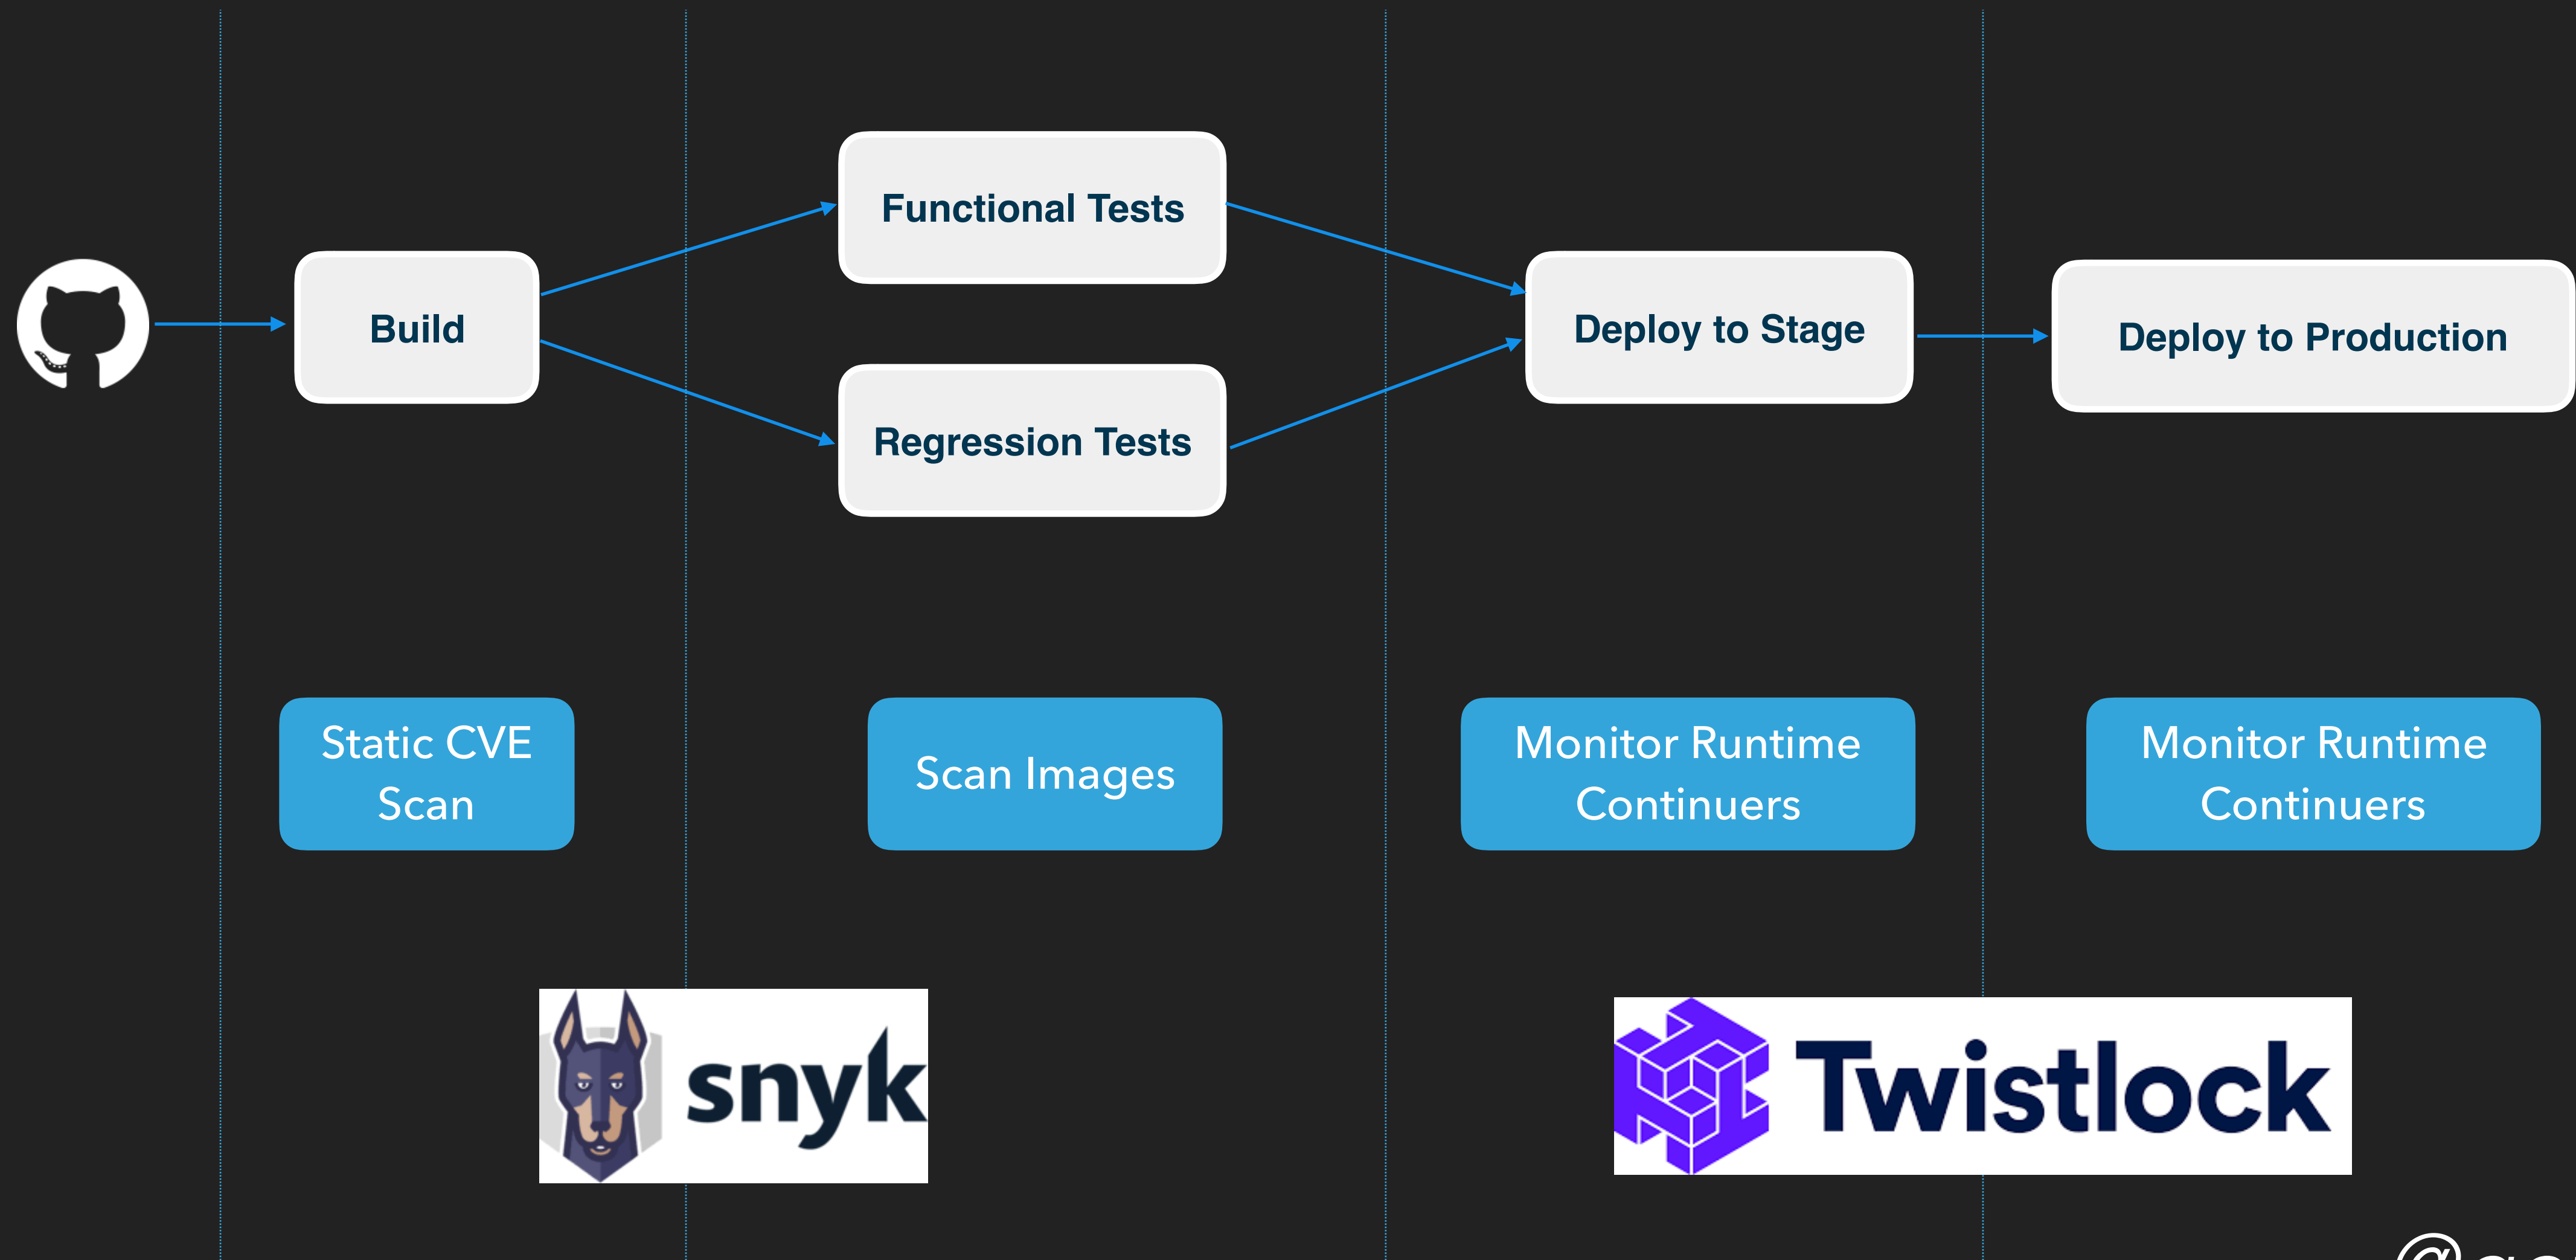 Functional Tests
Build
Deploy to Stage
Deploy to Production
Regression Tests
Static CVE
Scan
Scan Images
Monitor Runtime
Continuers
Monitor Runtime
Continuers
snyk
Twistlock